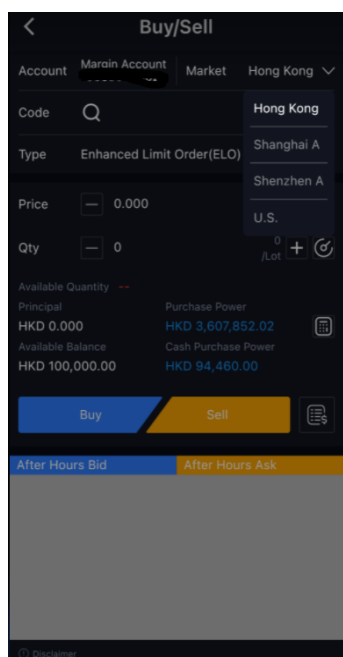 Buy/Sell
Account Margin Account Market Hong Kong
Code
Hong Kong
Shanghai A
Shenzhen A
U.S.
Type Enhanced Limit Order(ELO)
Price — 0.000
Qty — 0 0 /Lot +
Available Quantity --
Principal Purchase Power
HKD 0.000 HKD 3,607,852.02
Available Balance Cash Purchase Power
HKD 100,000.00 HKD 94,460.00
Buy Sell
After Hours Bid After Hours Ask
Disclaimer